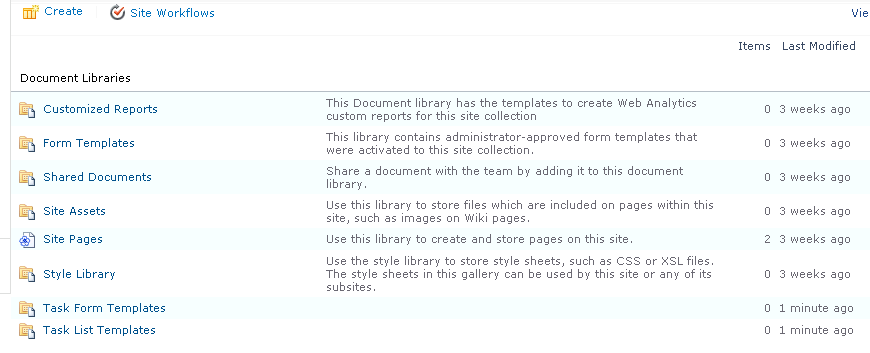 Create Site Workflows Vie
Items Last Modified
Document Libraries
Customized Reports This Document library has the templates to create Web Analytics custom reports for this site collection 0 3 weeks ago
Form Templates This library contains administrator-approved form templates that were activated to this site collection. 0 3 weeks ago
Shared Documents Share a document with the team by adding it to this document library. 0 3 weeks ago
Site Assets Use this library to store files which are included on pages within this site, such as images on Wiki pages. 0 3 weeks ago
Site Pages Use this library to create and store pages on this site. 2 3 weeks ago
Style Library Use the style library to store style sheets, such as CSS or XSL files. The style sheets in this gallery can be used by this site or any of its subsites. 0 3 weeks ago
Task Form Templates 0 1 minute ago
Task List Templates 0 1 minute ago